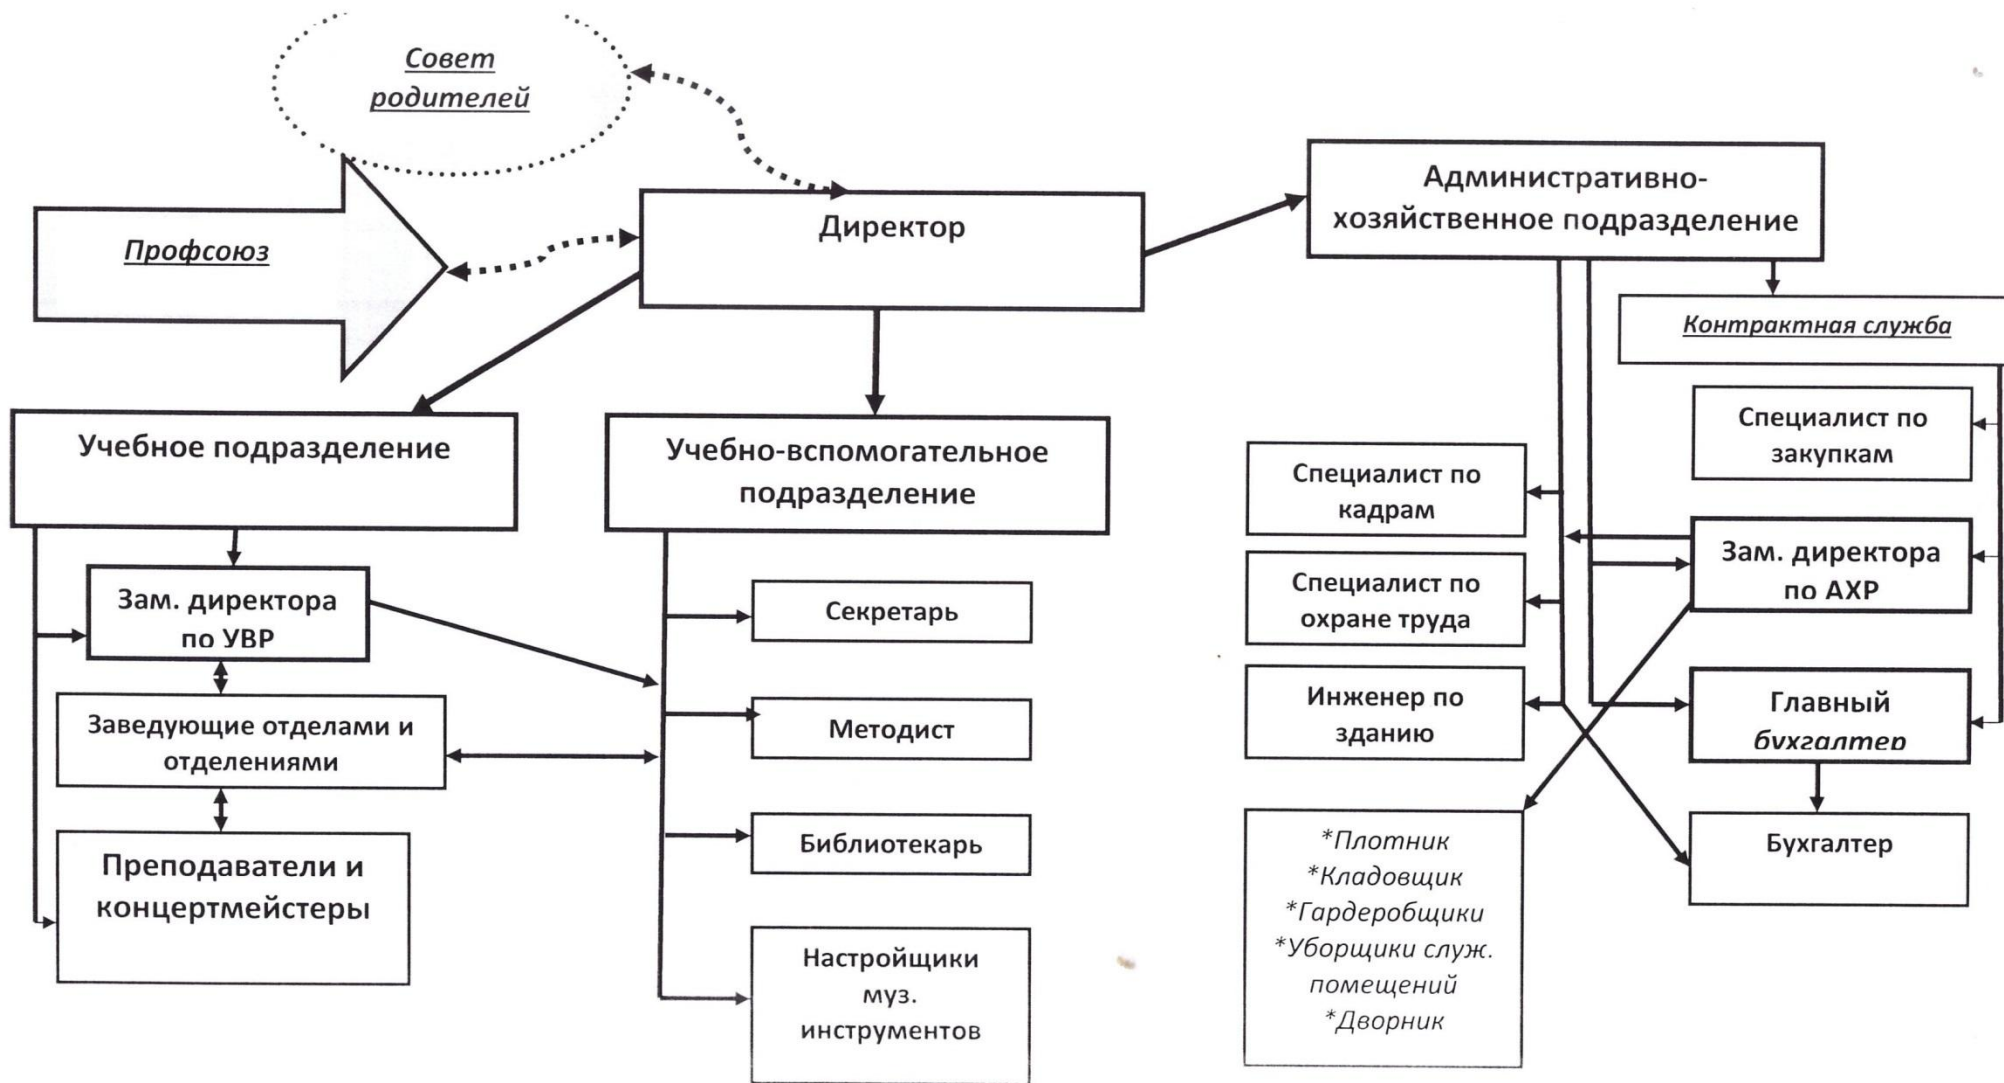 Совет
родителей
Профсоюз
Директор
Административно-
хозяйственное подразделение
Контрактная служба
Учебное подразделение
Учебно-вспомогательное
подразделение
Специалист по
закупкам
Специалист по
кадрам
Зам. директора
по УВР
Секретарь
Специалист по
охране труда
Зам. директора
по АХР
Заведующие отделами и
отделениями
Методист
Инженер по
зданию
Главный
бухгалтер
Преподаватели и
концертмейстеры
Библиотекарь
*Плотник
*Кладовщик
*Гардеробщики
*Уборщики служ.
помещений
*Дворник
Бухгалтер
Настройщики
муз.
инструментов